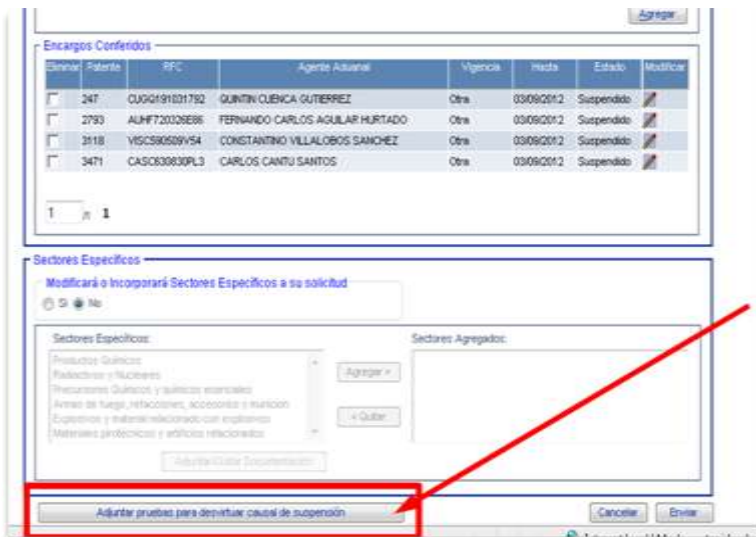 Agregar
Encargos Conferidos
Eliminar Patente RFC Agente Aduanal Vigencia Hasta Estado Modificar
247 CUGQ191031792 QUINTIN CUENCA GUTIERREZ Otra 03/09/2012 Suspendido
2793 AUHF720326E86 FERNANDO CARLOS AGUILAR HURTADO Otra 03/09/2012 Suspendido
3118 VISC590509V54 CONSTANTINO VILLALOBOS SANCHEZ Otra 03/09/2012 Suspendido
3471 CASC630830PL3 CARLOS CANTU SANTOS Otra 03/09/2012 Suspendido
1 / 1
Sectores Específicos
Modificará o Incorporará Sectores Específicos a su solicitud
Si No
Sectores Específicos: Sectores Agregados:
Productos Químicos
Radiactivos y Nucleares
Precursores Químicos y químicos esenciales
Armas de fuego, refacciones, accesorios y munición
Explosivos y material relacionado con explosivos
Materiales pirotécnicos y artificios relacionados
Agregar »
« Quitar
Adjuntar/Quitar Documentación
Adjuntar pruebas para desvirtuar causal de suspensión
Cancelar Enviar